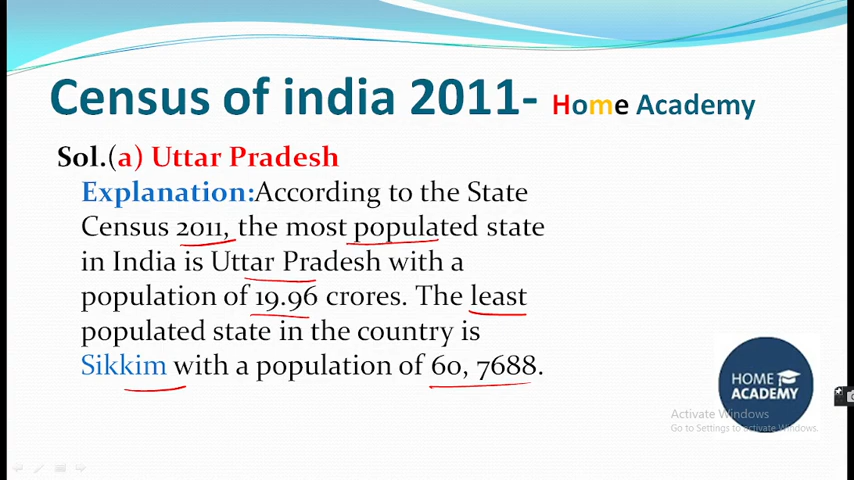 Census of india 2011- Home Academy
Sol.(a) Uttar Pradesh
Explanation:According to the State
Census 2011, the most populated state
in India is Uttar Pradesh with a
population of 19.96 crores. The least
populated state in the country is
Sikkim with a population of 60, 7688.
HOME
ACADEMY
Activate Windows
Go to Settings to activate Windows.